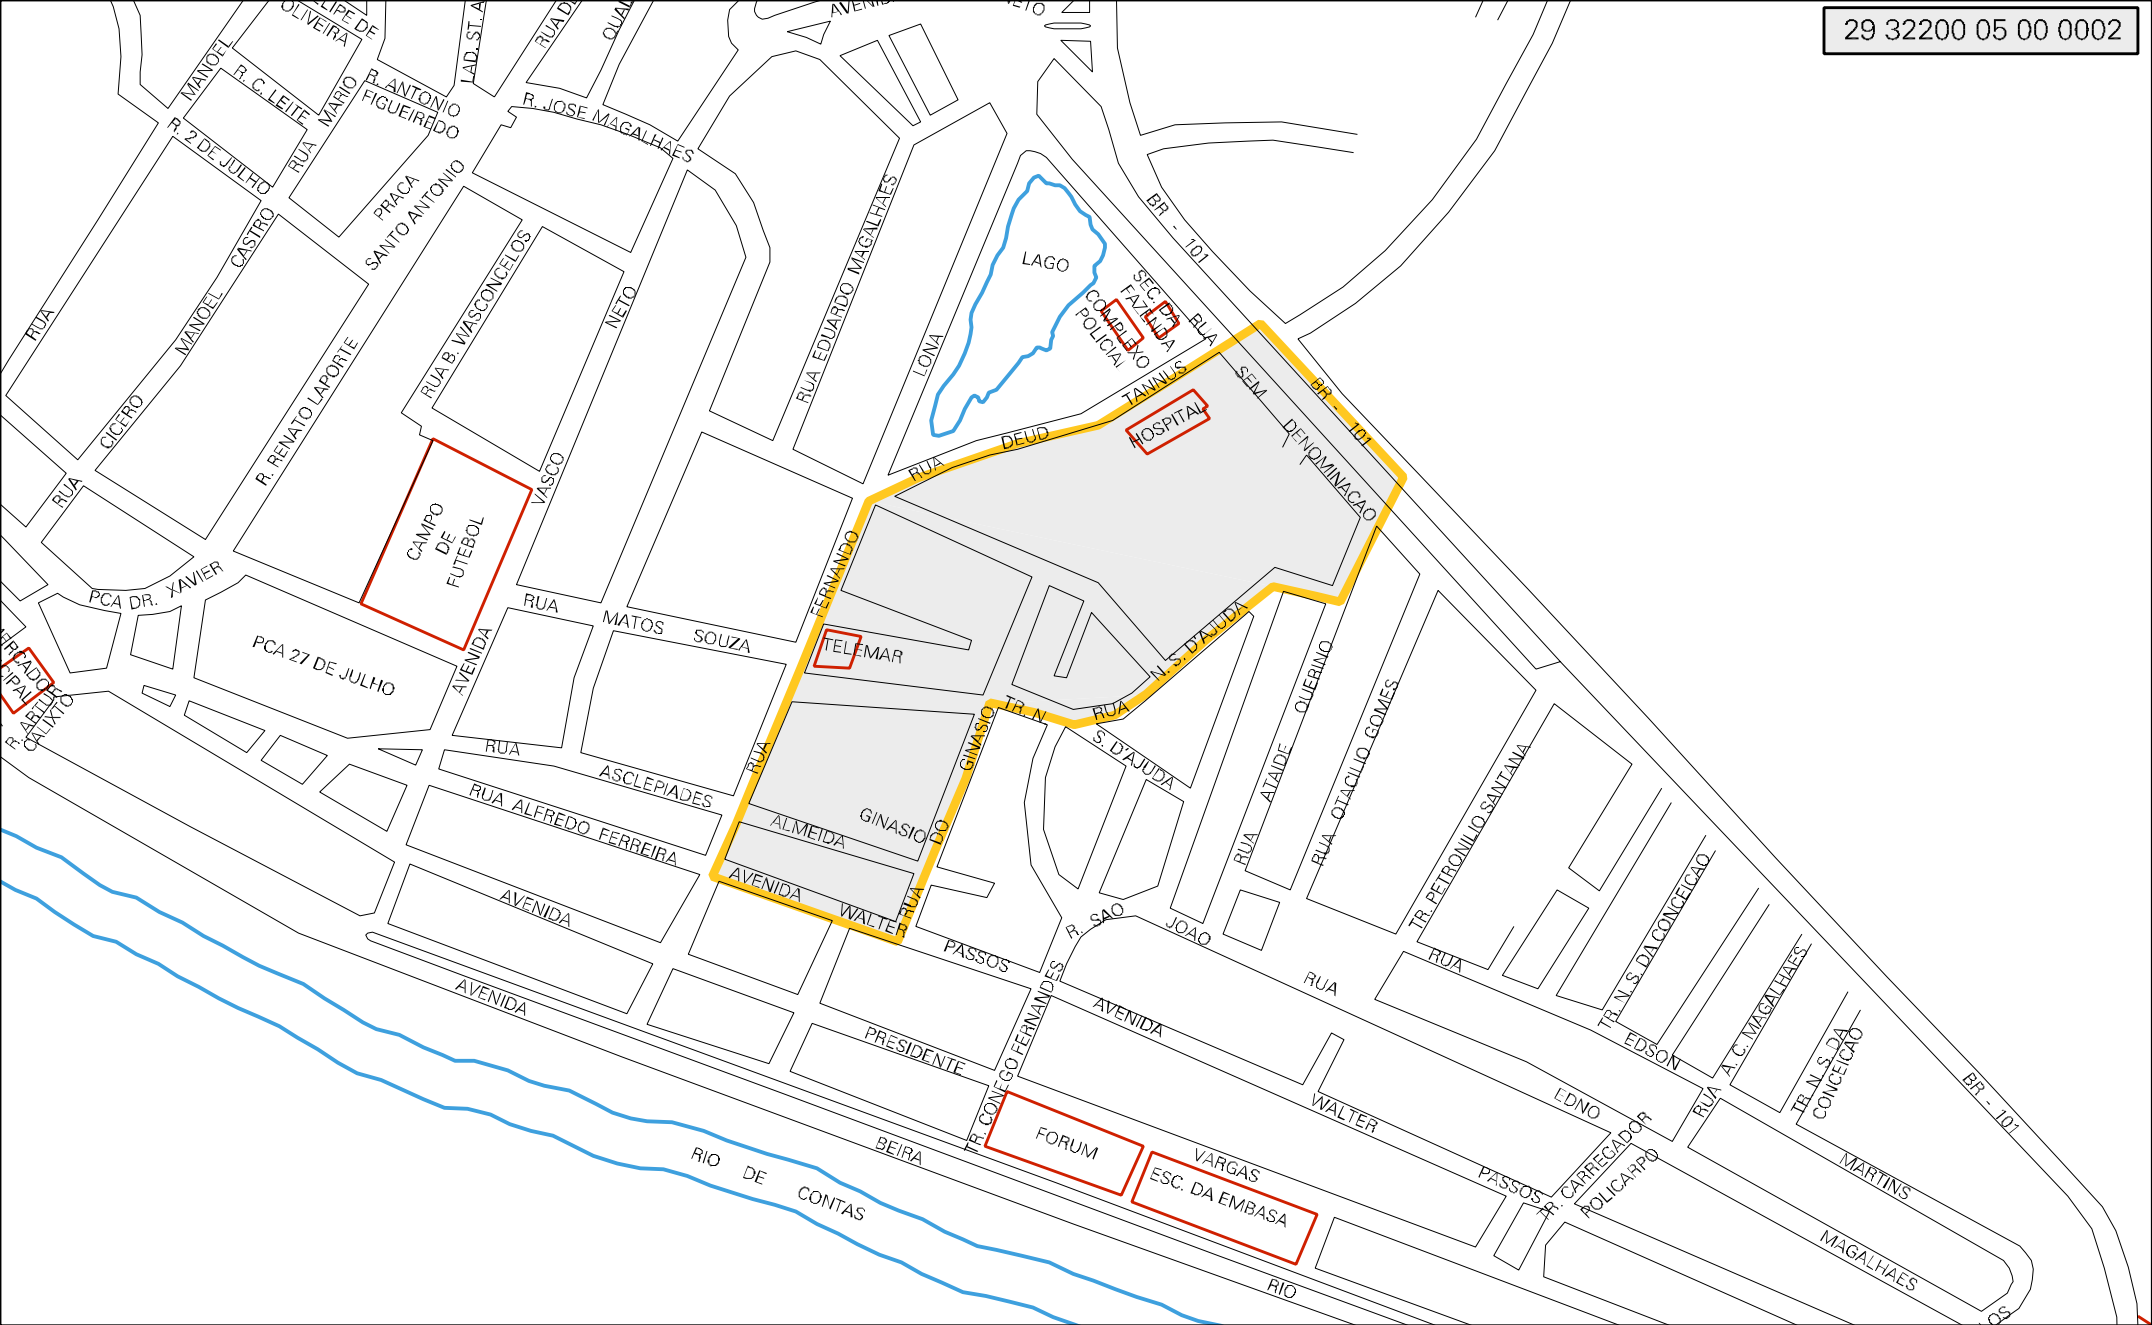 29 32200 05 00 0002
OLIVEIRA
MANOEL
R. C. LEITE
MARIO
RUA
R. 2 DE JULHO
R. ANTONIO
FIGUEIREDO
R. JOSE MAGALHAES
PRACA
SANTO ANTONIO
RUA
CICERO
MANOEL
CASTRO
RUA
R. RENATO LAPORTE
RUA B. WASCONCELOS
AVENIDA
VASCO
NETO
RUA EDUARDO MAGALHAES
RUA
FERNANDO
LONA
LAGO
SEC. DA
FAZENDA
COMPLEXO
POLICIAL
BR - 101
RUA
SEM
DENOMINACAO
BR - 101
RUA
DEUD
TANNUS
HOSPITAL
CAMPO
DE
FUTEBOL
PCA DR. XAVIER
PCA 27 DE JULHO
R. ARTUR
CALIXTO
RUA
MATOS
SOUZA
TELEMAR
N. S. D'AJUDA
RUA
TR. N.
S. D'AJUDA
RUA
GINASIO
DO
RUA
GINASIO
RUA
ASCLEPIADES
ALMEIDA
RUA ALFREDO FERREIRA
AVENIDA
WALTER
PASSOS
AVENIDA
RUA
ATAIDE
QUERINO
RUA
OTACILIO
GOMES
TR. PETRONILIO SANTANA
TR. N. S. DA CONCEICAO
A. C. MAGALHAES
RUA
TR. N. S. DA
CONCEICAO
R. SAO
JOAO
RUA
EDNO
RUA
EDSON
MARTINS
MAGALHAES
BR - 101
AVENIDA
WALTER
PASSOS
TR. CARREGADOR
POLICARPO
TR. CONEGO FERNANDES
AVENIDA
PRESIDENTE
VARGAS
FORUM
ESC. DA EMBASA
BEIRA
RIO
RIO DE CONTAS